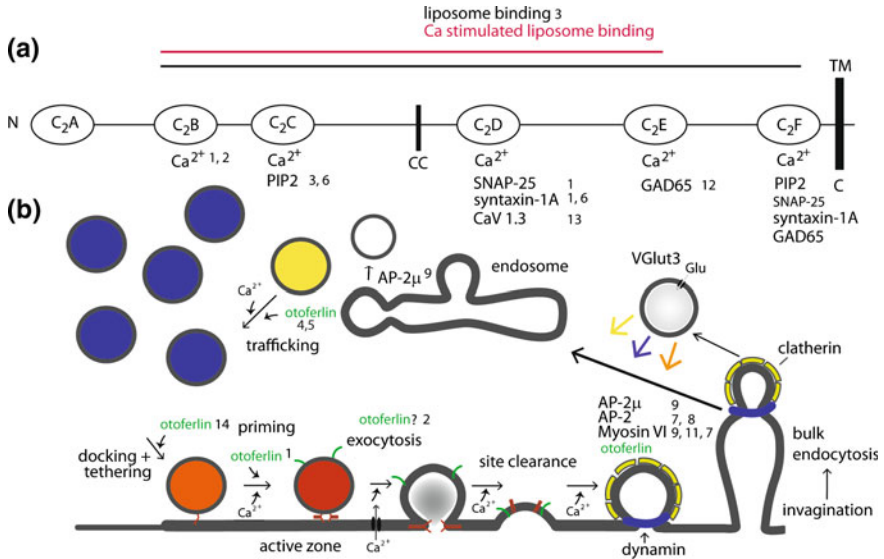 liposome binding 3
Ca stimulated liposome binding
(a)
TM
N
C2A
C2B
C2C
C2D
C2E
C2F
CC
Ca2+ 1, 2
Ca2+
PIP2 3, 6
Ca2+
SNAP-25 1
syntaxin-1A 1, 6
CaV 1.3 13
Ca2+
GAD65 12
Ca2+
PIP2
SNAP-25
syntaxin-1A
GAD65
C
(b)
AP-2μ 9
endosome
VGlut3
Glu
Ca2+
otoferlin
4,5
trafficking
clatherin
AP-2μ 9
AP-2 7, 8
Myosin VI 9, 11, 7
otoferlin
bulk
endocytosis
invagination
otoferlin 14 priming
docking +
tethering
otoferlin 1
Ca2+
otoferlin? 2
exocytosis
site clearance
Ca2+
Ca2+
active zone
Ca2+
dynamin